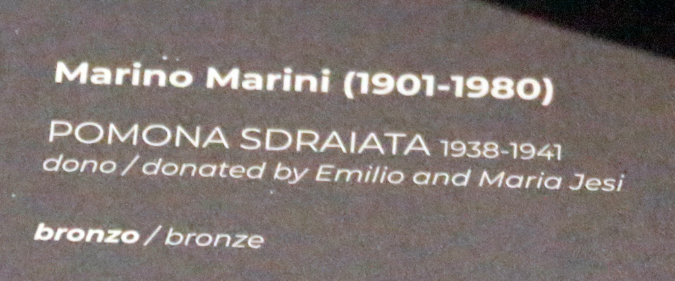 Marino Marini (1901-1980)
POMONA SDRAIATA 1938-1941
dono / donated by Emilio and Maria Jesi
bronzo / bronze